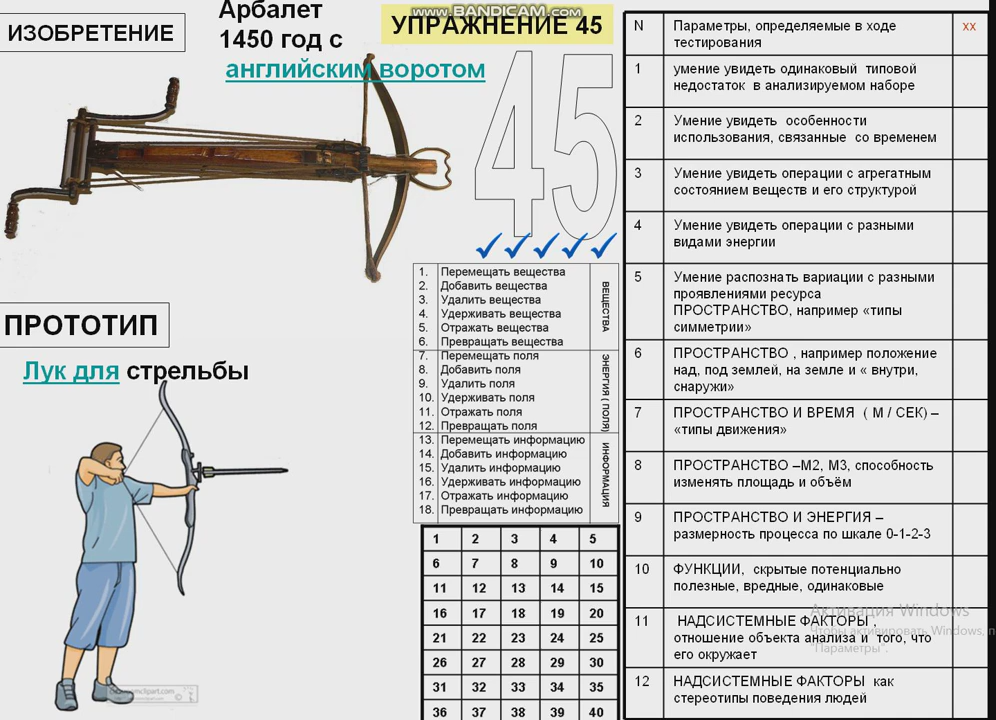 www.BANDICAM.com
ИЗОБРЕТЕНИЕ
Арбалет
1450 год с
английским воротом
УПРАЖНЕНИЕ 45
45
ПРОТОТИП
Лук для стрельбы
1. Перемещать вещества
2. Добавить вещества
3. Удалить вещества
4. Удерживать вещества
5. Отражать вещества
6. Превращать вещества
ВЕЩЕСТВА
7. Перемещать поля
8. Добавить поля
9. Удалить поля
10. Удерживать поля
11. Отражать поля
12. Превращать поля
ЭНЕРГИЯ ( ПОЛЯ)
13. Перемещать информацию
14. Добавить информацию
15. Удалить информацию
16. Удерживать информацию
17. Отражать информацию
18. Превращать информацию
ИНФОРМАЦИЯ
1 2 3 4 5
6 7 8 9 10
11 12 13 14 15
16 17 18 19 20
21 22 23 24 25
26 27 28 29 30
31 32 33 34 35
36 37 38 39 40
N Параметры, определяемые в ходе xx
тестирования
1 умение увидеть одинаковый типовой
недостаток в анализируемом наборе
2 Умение увидеть особенности
использования, связанные со временем
3 Умение увидеть операции с агрегатным
состоянием веществ и его структурой
4 Умение увидеть операции с разными
видами энергии
5 Умение распознать вариации с разными
проявлениями ресурса
ПРОСТРАНСТВО, например «типы
симметрии»
6 ПРОСТРАНСТВО , например положение
над, под землей, на земле и « внутри,
снаружи»
7 ПРОСТРАНСТВО И ВРЕМЯ ( М / СЕК) –
«типы движения»
8 ПРОСТРАНСТВО –М2, М3, способность
изменять площадь и объём
9 ПРОСТРАНСТВО И ЭНЕРГИЯ –
размерность процесса по шкале 0-1-2-3
10 ФУНКЦИИ, скрытые потенциально
полезные, вредные, одинаковые
11 НАДСИСТЕМНЫЕ ФАКТОРЫ ,
отношение объекта анализа и того, что
его окружает
12 НАДСИСТЕМНЫЕ ФАКТОРЫ как
стереотипы поведения людей
Активация Windows
Чтобы активировать Windows, п
"Параметры".